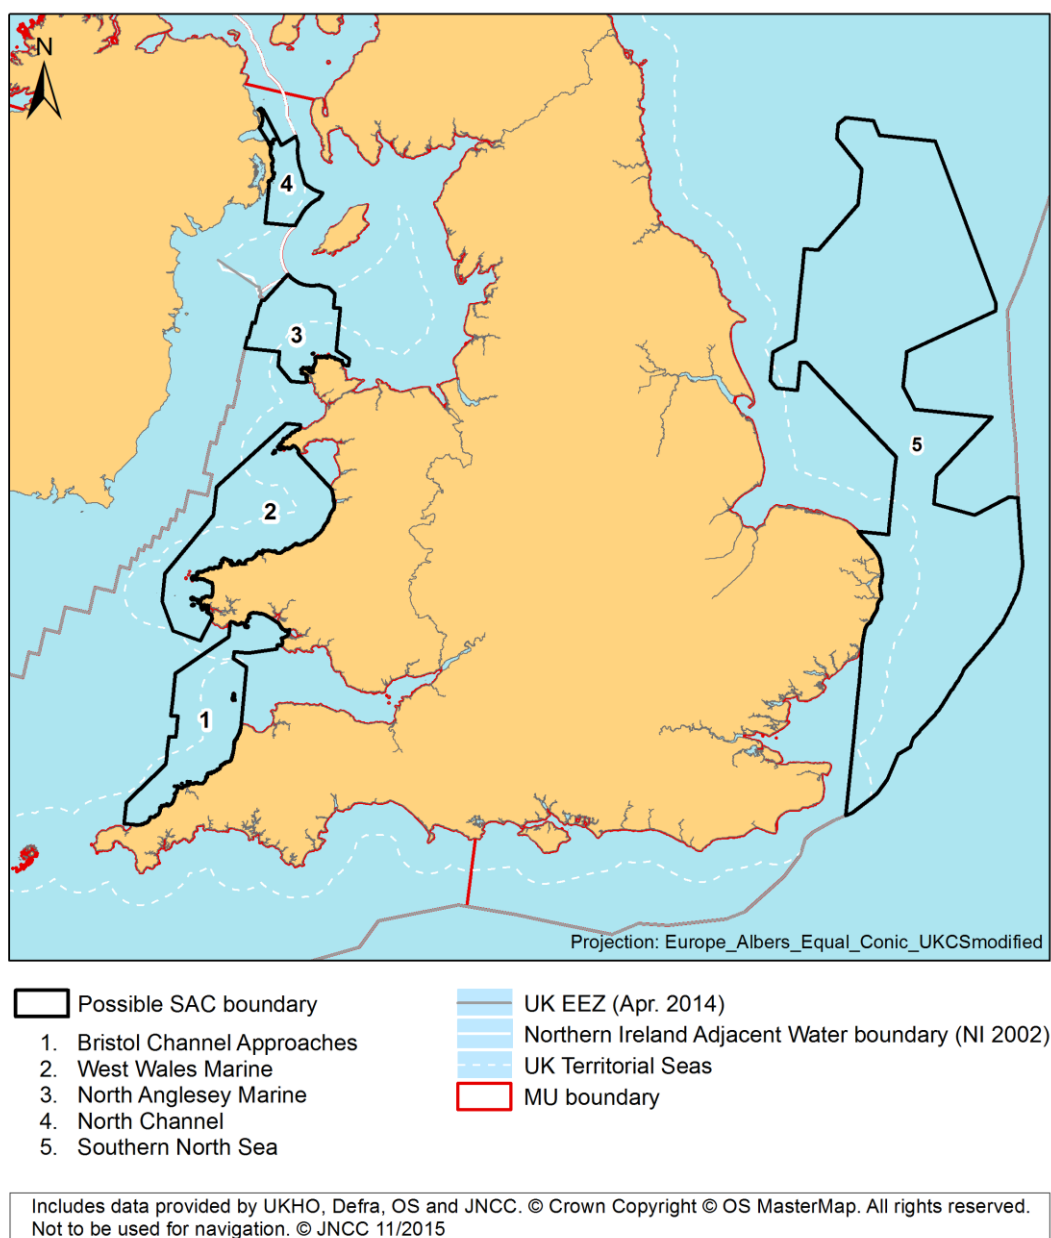 N
4
3
5
2
1
Projection: Europe_Albers_Equal_Conic_UKCSmodified
Possible SAC boundary
1. Bristol Channel Approaches
2. West Wales Marine
3. North Anglesey Marine
4. North Channel
5. Southern North Sea
UK EEZ (Apr. 2014)
Northern Ireland Adjacent Water boundary (NI 2002)
UK Territorial Seas
MU boundary
Includes data provided by UKHO, Defra, OS and JNCC. © Crown Copyright © OS MasterMap. All rights reserved.
Not to be used for navigation. © JNCC 11/2015